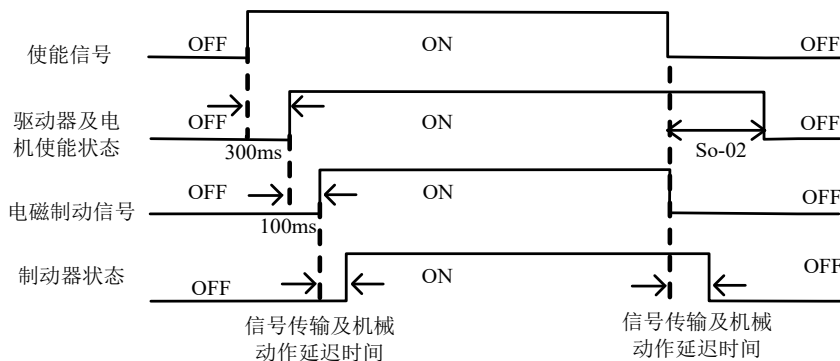 使能信号
OFF
ON
OFF
驱动器及电
机使能状态
OFF
ON
OFF
300ms
So-02
电磁制动信号
OFF
ON
OFF
100ms
制动器状态
OFF
ON
OFF
信号传输及机械
动作延迟时间
信号传输及机械
动作延迟时间